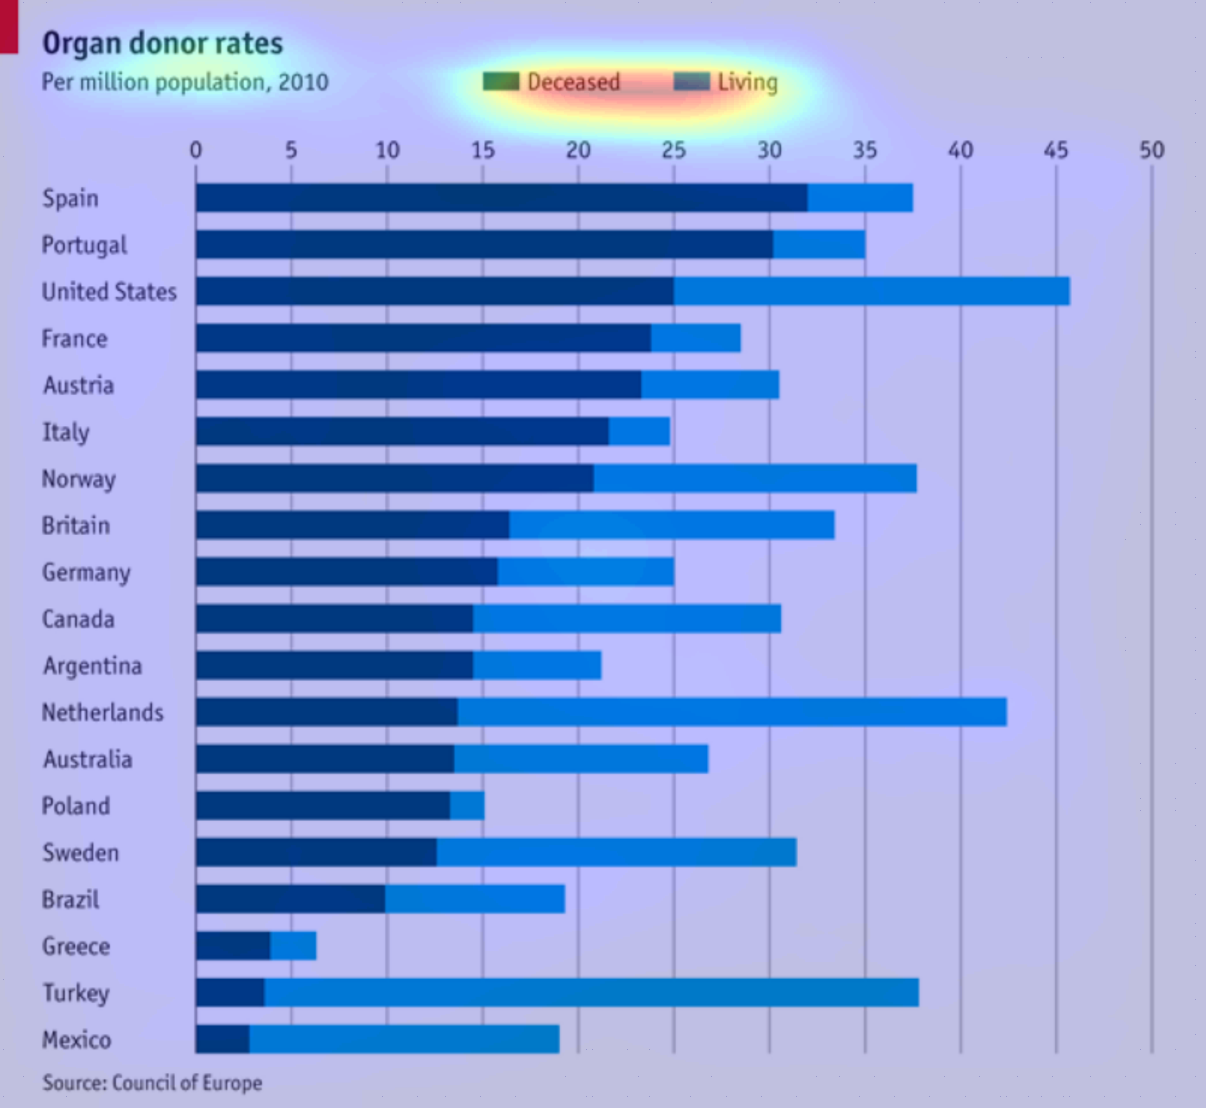 Organ donor rates
Per million population, 2010
Deceased Living
0 5 10 15 20 25 30 35 40 45 50
Spain
Portugal
United States
France
Austria
Italy
Norway
Britain
Germany
Canada
Argentina
Netherlands
Australia
Poland
Sweden
Brazil
Greece
Turkey
Mexico
Source: Council of Europe